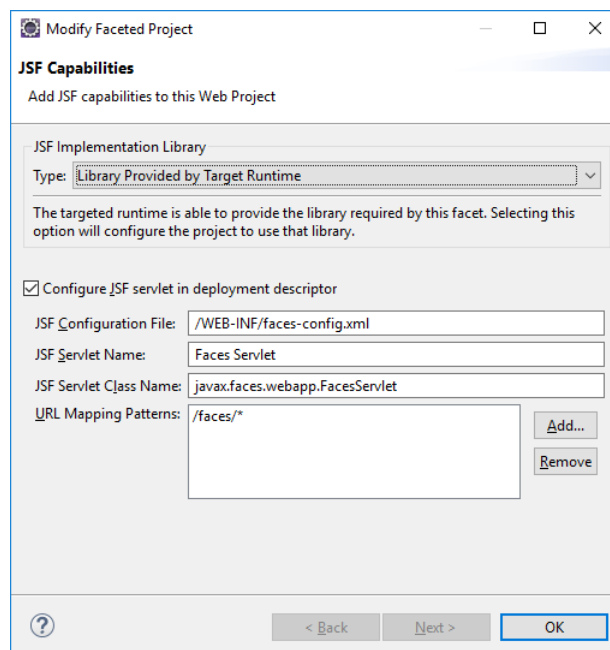 Modify Faceted Project
JSF Capabilities
Add JSF capabilities to this Web Project
JSF Implementation Library
Type: Library Provided by Target Runtime
The targeted runtime is able to provide the library required by this facet. Selecting this
option will configure the project to use that library.
Configure JSF servlet in deployment descriptor
JSF Configuration File: /WEB-INF/faces-config.xml
JSF Servlet Name: Faces Servlet
JSF Servlet Class Name: javax.faces.webapp.FacesServlet
URL Mapping Patterns: /faces/*
Add...
Remove
? < Back Next > OK